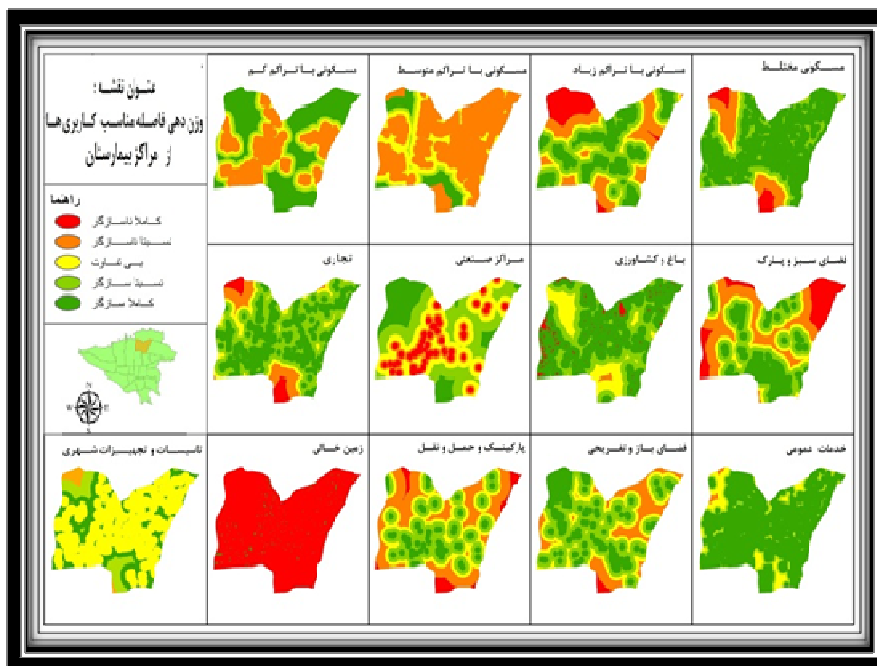 عنوان نقشه :
وزن دهی فاصله مناسب کاربری ها
از مراکز بیمارستان
راهنما
کاملا ناسازگار
نسبتا ناسازگار
بی تفاوت
نسبتا سازگار
کاملا سازگار
N
W E
S
مسکونی مختلط
مسکونی با تراکم زیاد
مسکونی با تراکم متوسط
مسکونی با تراکم کم
فضای سبز و پارک
باغ و کشاورزی
مراکز صنعتی
تجاری
خدمات عمومی
فضای باز و تفریحی
پارکینگ و حمل و نقل
زمین خالی
تاسیسات و تجهیزات شهری